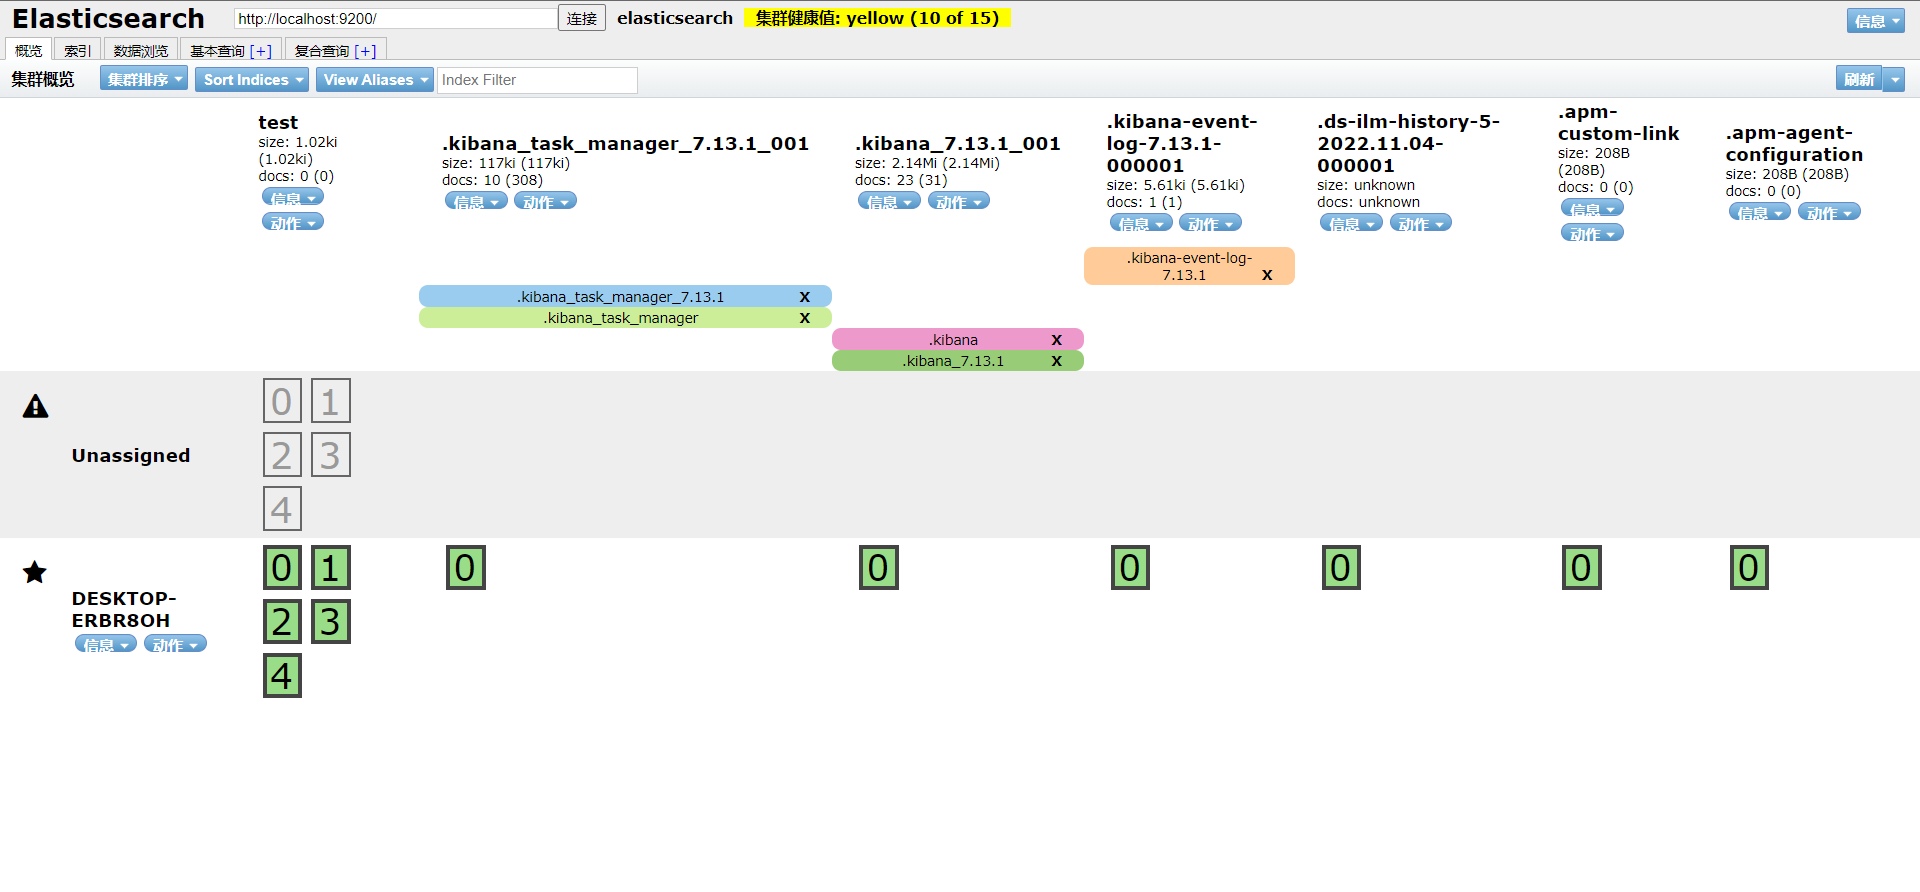 Elasticsearch
http://localhost:9200/
连接
elasticsearch
集群健康值: yellow (10 of 15)
信息
概览
索引
数据浏览
基本查询 [+]
复合查询 [+]
集群概览
集群排序
Sort Indices
View Aliases
Index Filter
刷新
test
size: 1.02ki
(1.02ki)
docs: 0 (0)
信息
动作
.kibana_task_manager_7.13.1_001
size: 117ki (117ki)
docs: 10 (308)
信息 动作
.kibana_7.13.1_001
size: 2.14Mi (2.14Mi)
docs: 23 (31)
信息 动作
.kibana-event-
log-7.13.1-
000001
size: 5.61ki (5.61ki)
docs: 1 (1)
信息 动作
.ds-ilm-history-5-
2022.11.04-
000001
size: unknown
docs: unknown
信息 动作
.apm-
custom-link
size: 208B
(208B)
docs: 0 (0)
信息
动作
.apm-agent-
configuration
size: 208B (208B)
docs: 0 (0)
信息 动作
.kibana-event-log-
7.13.1 X
.kibana_task_manager_7.13.1 X
.kibana_task_manager X
.kibana X
.kibana_7.13.1 X
Unassigned
0 1
2 3
4
DESKTOP-
ERBR8OH
信息 动作
0 1
2 3
4
0
0
0
0
0
0